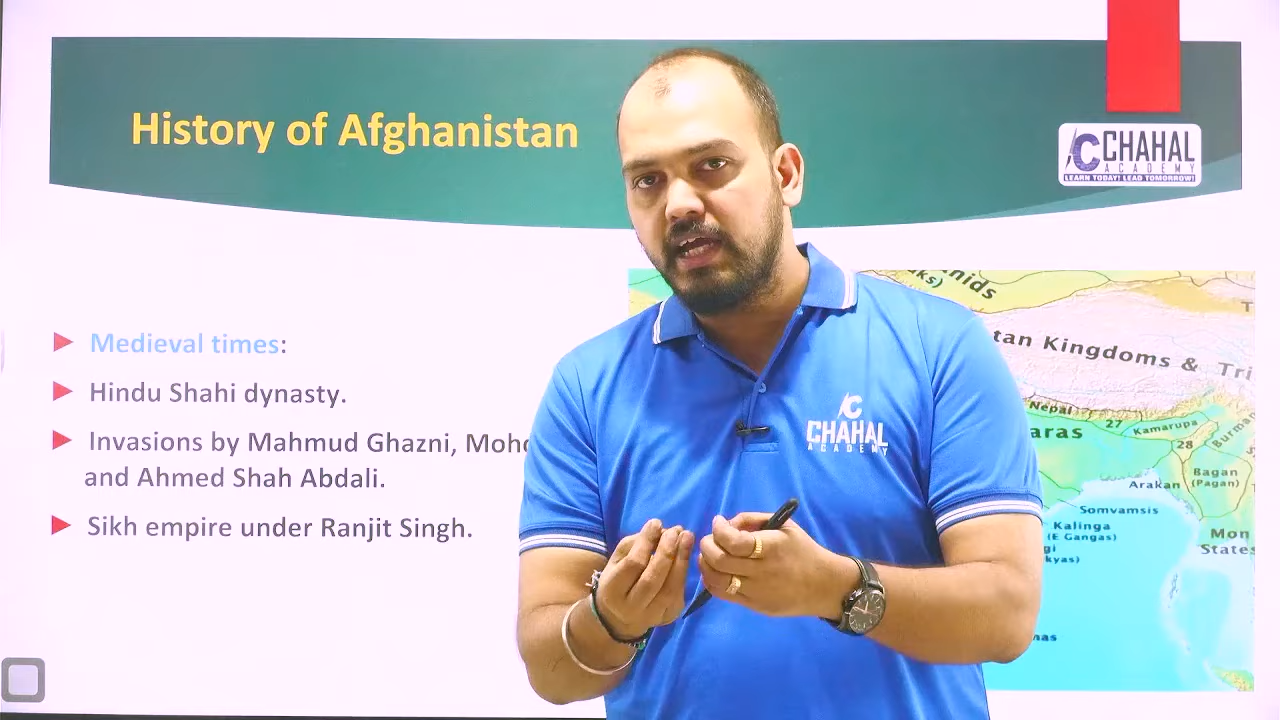 History of Afghanistan
CHAHAL
ACADEMY
LEARN TODAY! LEAD TOMORROW!
Medieval times:
Hindu Shahi dynasty.
Invasions by Mahmud Ghazni,
and Ahmed Shah Abdali.
Sikh empire under Ranjit Singh.
CHAHAL
ACADEMY
Kingdoms &
Nepal
27
Kamarupa
28
Bagan
(Pagan)
Arakan
Somvamsis
Kalinga
(E Gangas)
Mon
States